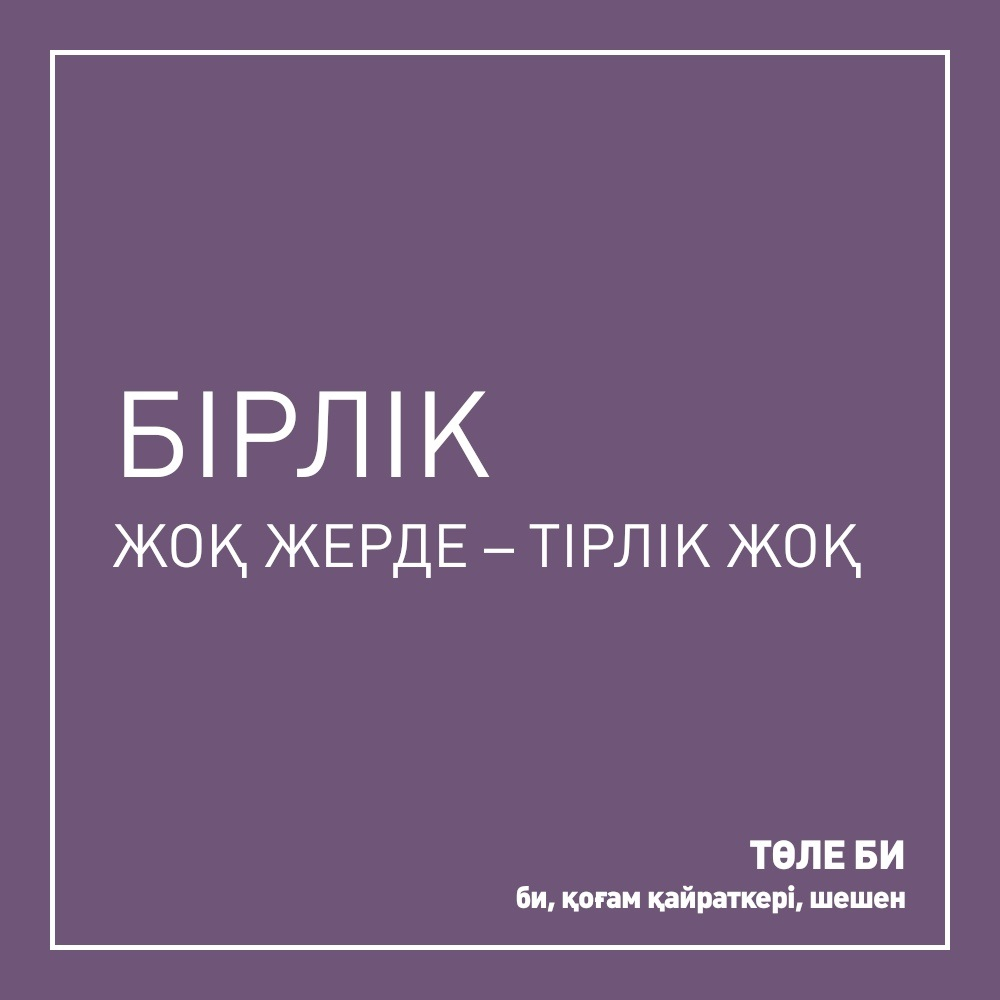 БІРЛІК
ЖОҚ ЖЕРДЕ – ТІРЛІК ЖОҚ
ТӨЛЕ БИ
би, қоғам қайраткері, шешен